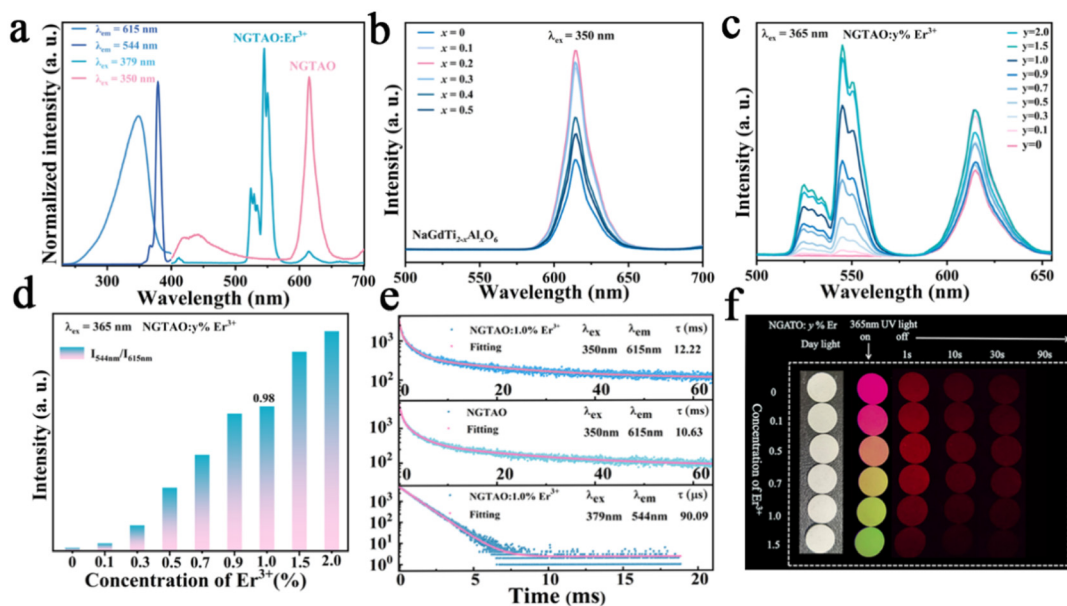 a
λem = 615 nm
λem = 544 nm
λex = 379 nm
λex = 350 nm
NGTAO:Er³⁺
NGTAO
Normalized intensity (a. u.)
300 400 500 600 700
Wavelength (nm)
b
λex = 350 nm
x = 0
x = 0.1
x = 0.2
x = 0.3
x = 0.4
x = 0.5
NaGdTi2-xAlxO6
Intensity (a. u.)
500 550 600 650 700
Wavelength (nm)
c
λex = 365 nm NGTAO:y% Er³⁺
y=2.0
y=1.5
y=1.0
y=0.9
y=0.7
y=0.5
y=0.3
y=0.1
y=0
Intensity (a. u.)
500 550 600 650
Wavelength (nm)
d
λex = 365 nm NGTAO:y% Er³⁺
I544nm/I615nm
0.98
Intensity (a. u.)
0 0.1 0.3 0.5 0.7 0.9 1.0 1.5 2.0
Concentration of Er³⁺(%)
e
NGTAO:1.0% Er³⁺ λex λem τ (ms)
Fitting 350nm 615nm 12.22
10³
10²
0 20 40 60
NGTAO λex λem τ (ms)
Fitting 350nm 615nm 10.63
10³
10²
0 20 40 60
NGTAO:1.0% Er³⁺ λex λem τ (μs)
Fitting 379nm 544nm 90.09
10³
10²
10¹
10⁰
0 5 10 15 20
Intensity (a. u.)
Time (ms)
f
NGATO: y % Er 365nm UV light
Day light on off
1s 10s 30s 90s
0
0.1
0.5
0.7
1.0
1.5
Concentration of Er³⁺